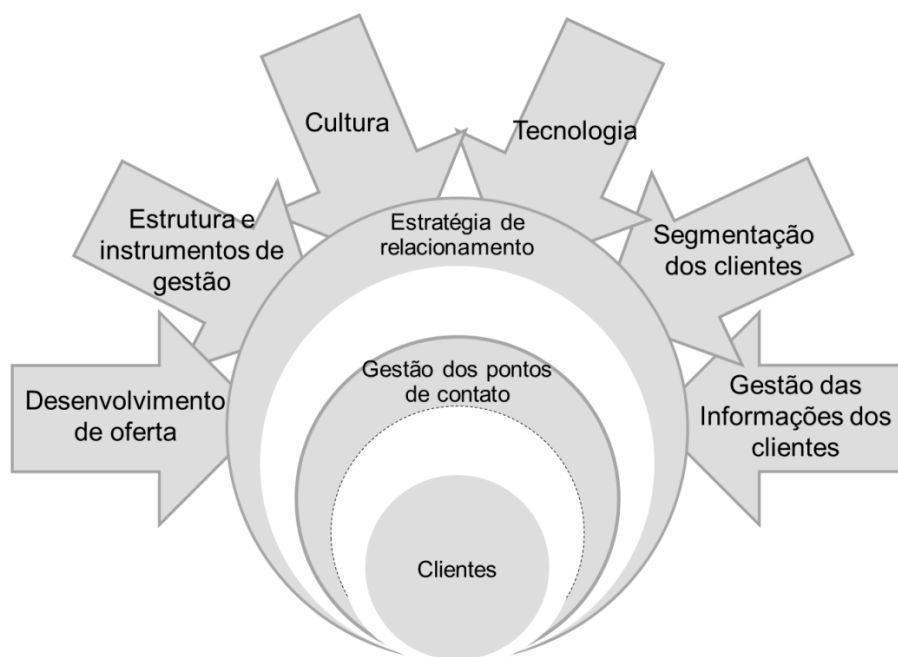 Cultura
Tecnologia
Estrutura e
instrumentos de
gestão
Estratégia de
relacionamento
Segmentação
dos clientes
Desenvolvimento
de oferta
Gestão dos pontos
de contato
Gestão das
Informações dos
clientes
Clientes